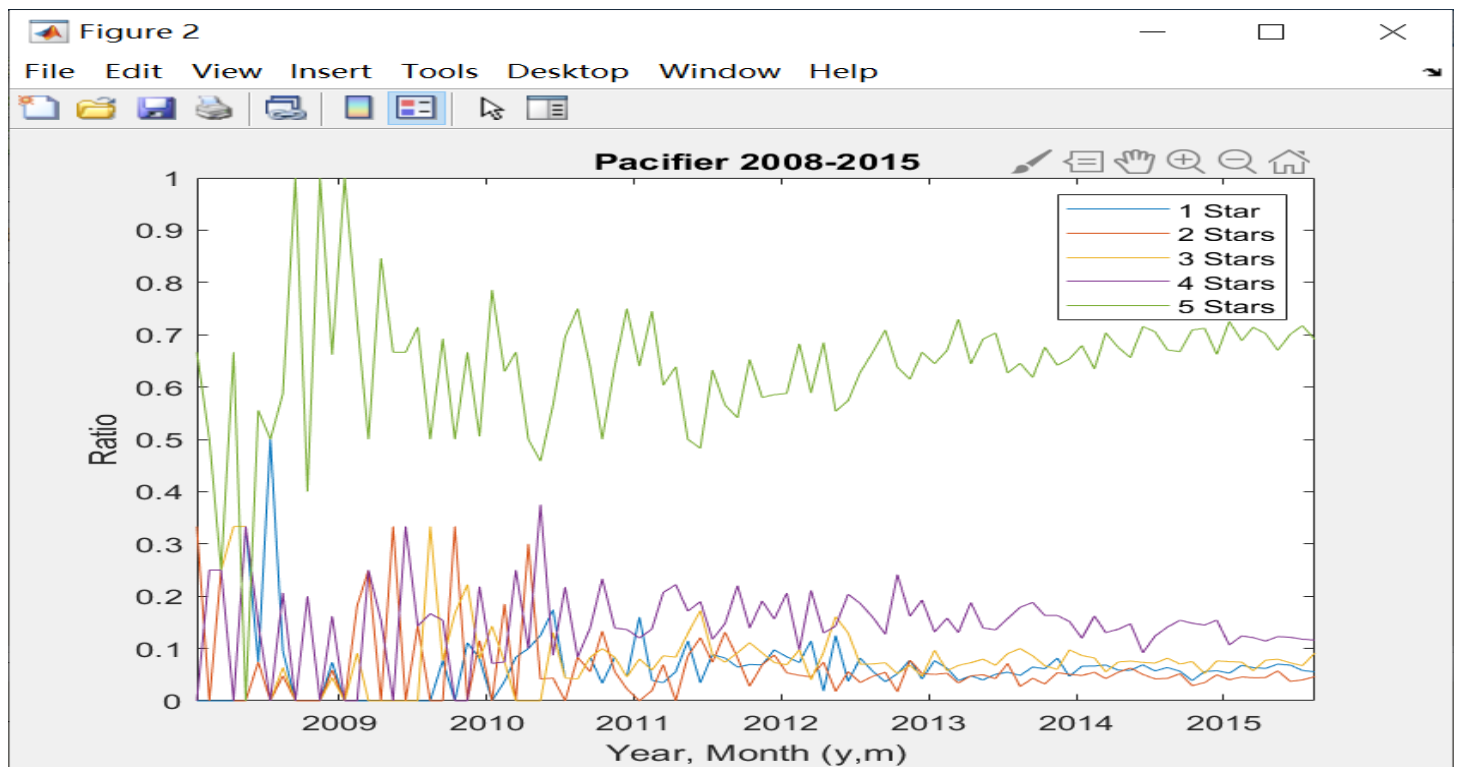 Figure 2
File Edit View Insert Tools Desktop Window Help
Pacifier 2008-2015
1
0.9
0.8
0.7
0.6
0.5
0.4
0.3
0.2
0.1
0
Ratio
1 Star
2 Stars
3 Stars
4 Stars
5 Stars
2009 2010 2011 2012 2013 2014 2015
Year, Month (y,m)